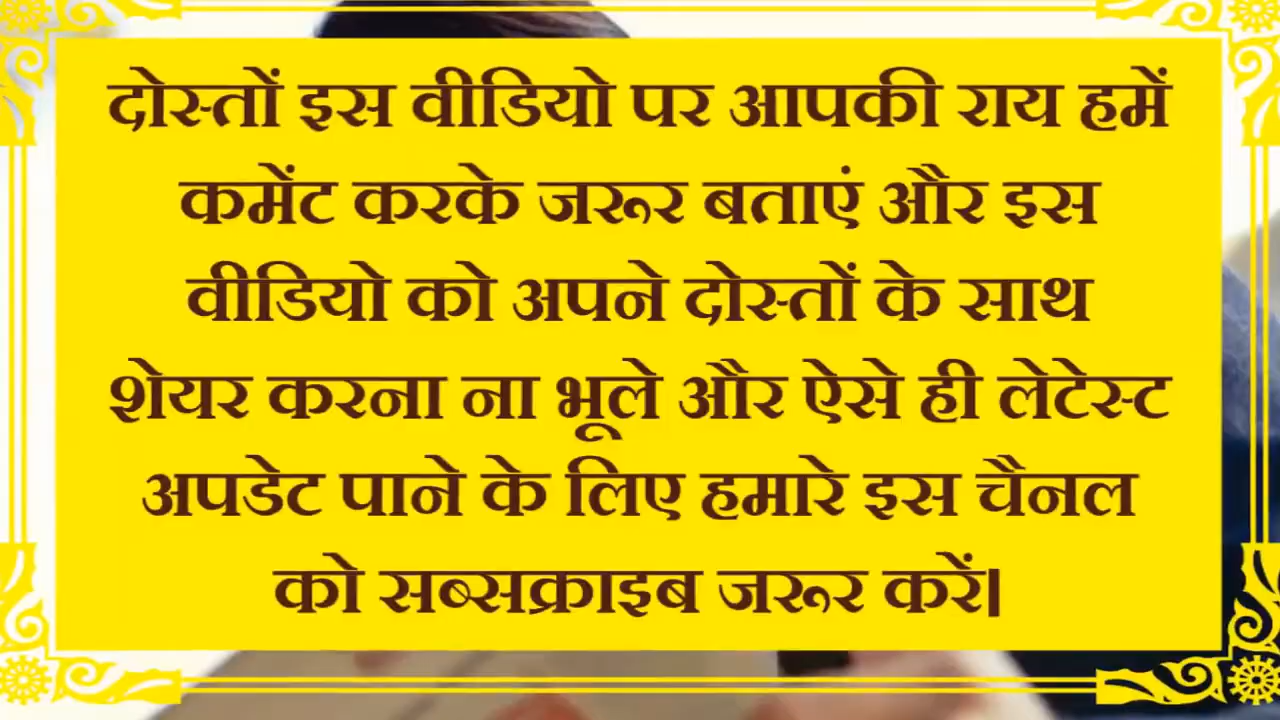 दोस्तों इस वीडियो पर आपकी राय हमें
कमेंट करके जरूर बताएं और इस
वीडियो को अपने दोस्तों के साथ
शेयर करना ना भूले और ऐसे ही लेटेस्ट
अपडेट पाने के लिए हमारे इस चैनल
को सब्सक्राइब जरूर करें।